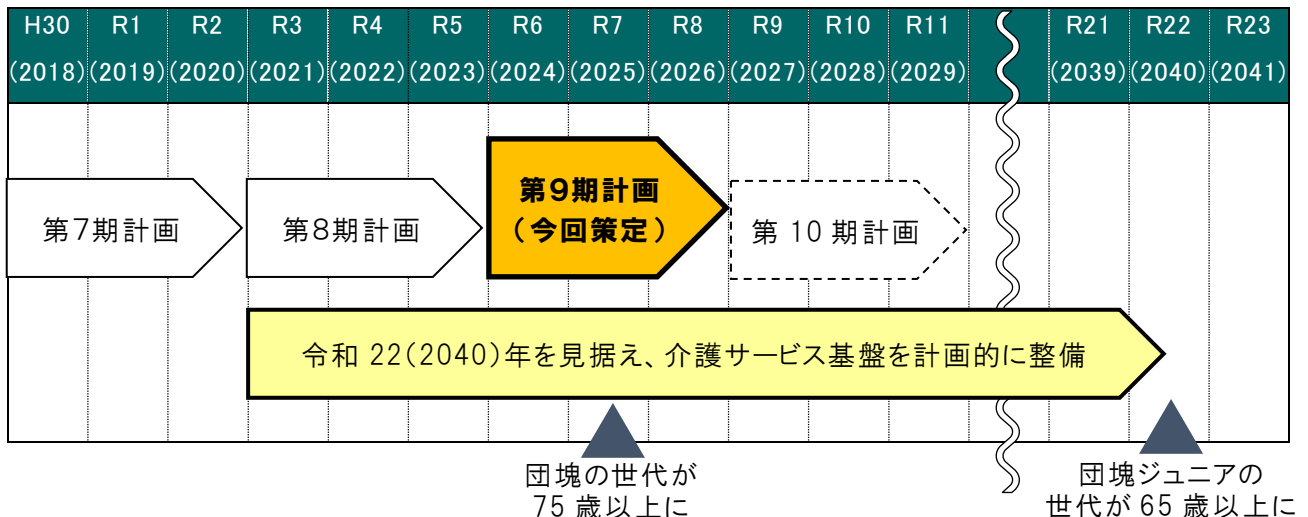 H30 R1 R2 R3 R4 R5 R6 R7 R8 R9 R10 R11 R21 R22 R23
(2018) (2019) (2020) (2021) (2022) (2023) (2024) (2025) (2026) (2027) (2028) (2029) (2039) (2040) (2041)
第7期計画
第8期計画
第9期計画
(今回策定)
第 10 期計画
令和 22(2040)年を見据え、介護サービス基盤を計画的に整備
団塊の世代が
75 歳以上に
団塊ジュニアの
世代が 65 歳以上に